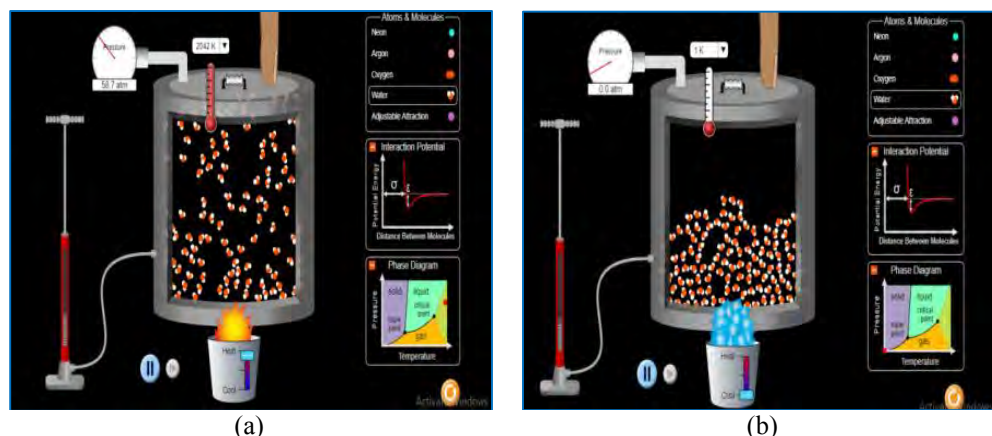 Pressure
58.7 atm
2042 K
Atoms & Molecules
Neon
Argon
Oxygen
Water
Adjustable Attraction
Interaction Potential
Potential Energy
σ
ε
Distance Between Molecules
Phase Diagram
Pressure
solid
liquid
critical
point
triple
point
gas
Temperature
Heat
Cool
(a)
Pressure
0.0 atm
1 K
Atoms & Molecules
Neon
Argon
Oxygen
Water
Adjustable Attraction
Interaction Potential
Potential Energy
σ
ε
Distance Between Molecules
Phase Diagram
Pressure
solid
liquid
critical
point
triple
point
gas
Temperature
Heat
Cool
(b)